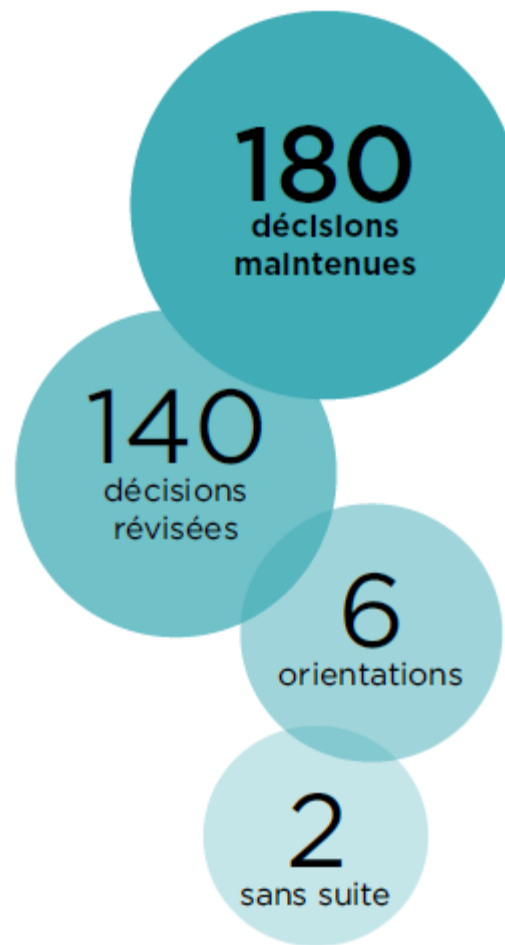 180
décisions
maintenues
140
décisions
révisées
6
orientations
2
sans suite